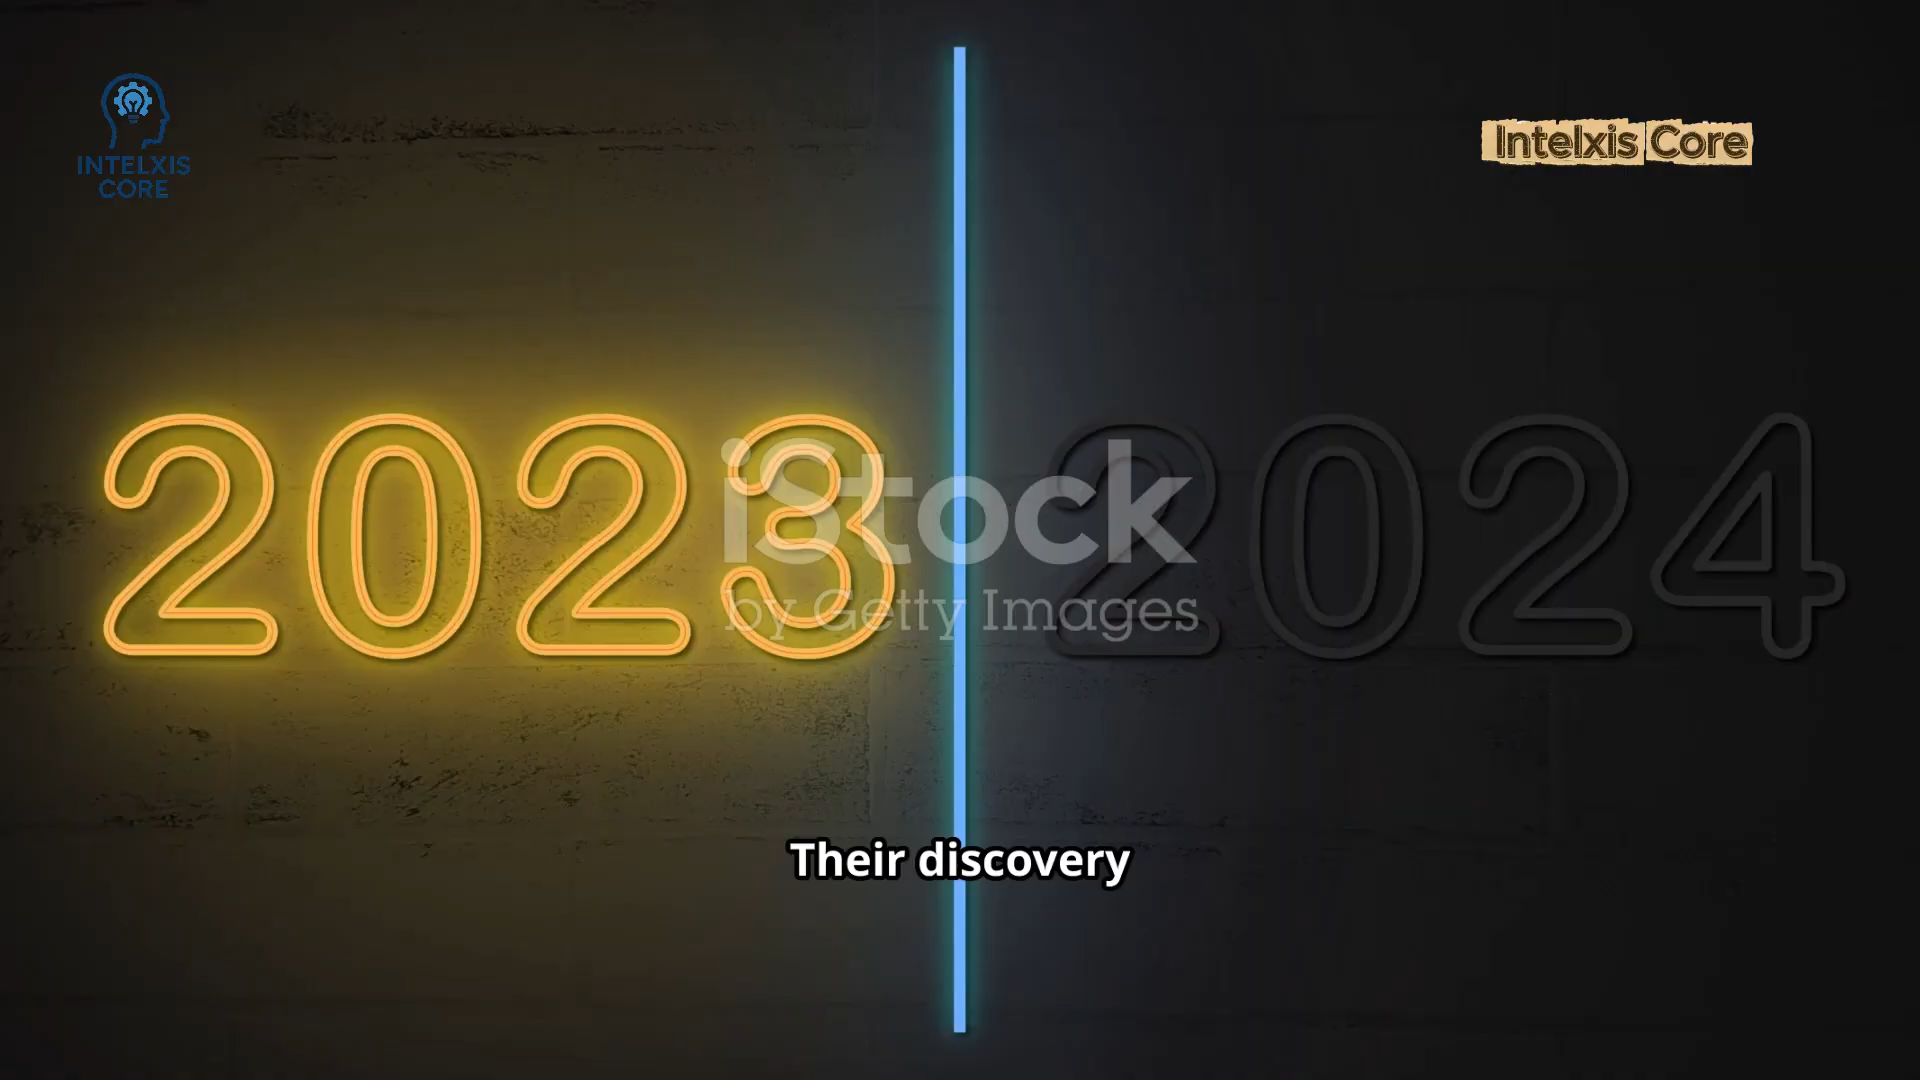 INTELXIS
CORE
Intelxis Core
2023
2024
iStock
by Getty Images
Their discovery